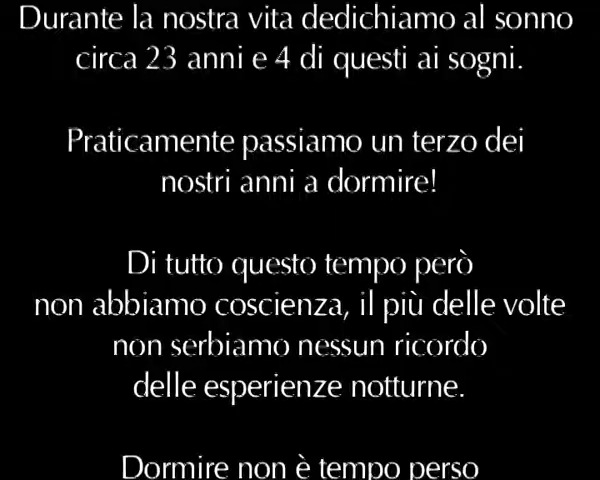 Durante la nostra vita dedichiamo al sonno
circa 23 anni e 4 di questi ai sogni.
Praticamente passiamo un terzo dei
nostri anni a dormire!
Di tutto questo tempo però
non abbiamo coscienza, il più delle volte
non serbiamo nessun ricordo
delle esperienze notturne.
Dormire non è tempo perso